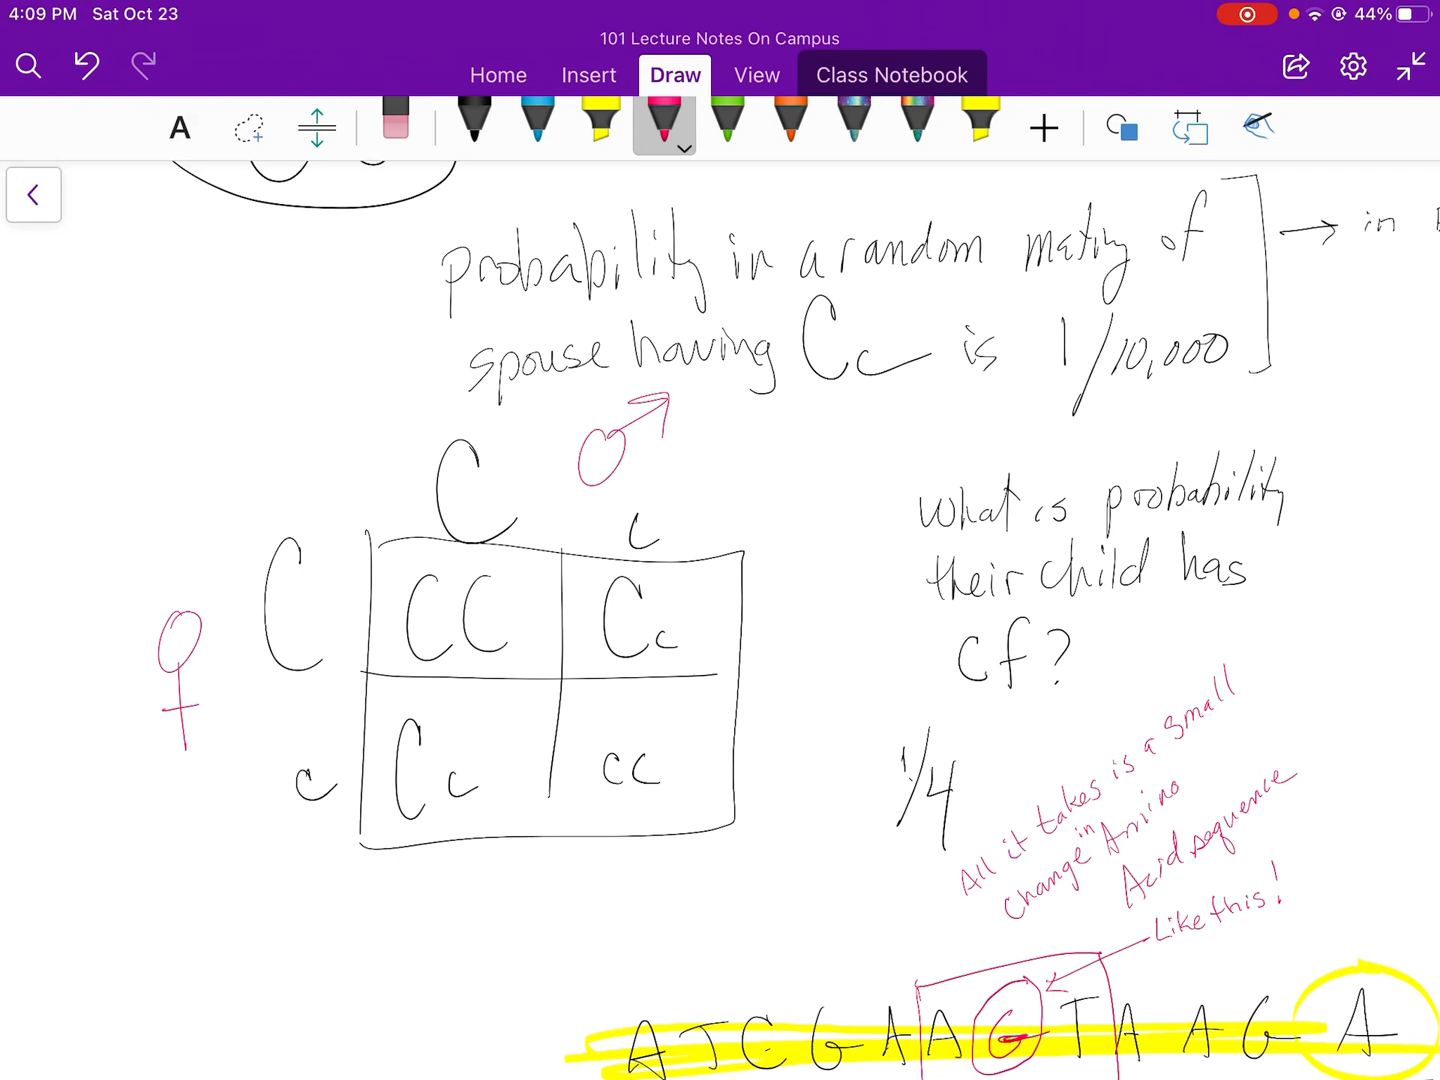 4:09 PM Sat Oct 23
44%
101 Lecture Notes On Campus
Home Insert Draw View Class Notebook
A
probability in a random mating of
→ in
spouse having Cc is 1/10,000
C c
C CC Cc
c Cc cc
What is probability
their child has
cf?
1/4
All it takes is a small
change in Amino
Acid sequence
Like this!
ATCGAAGTAAGA